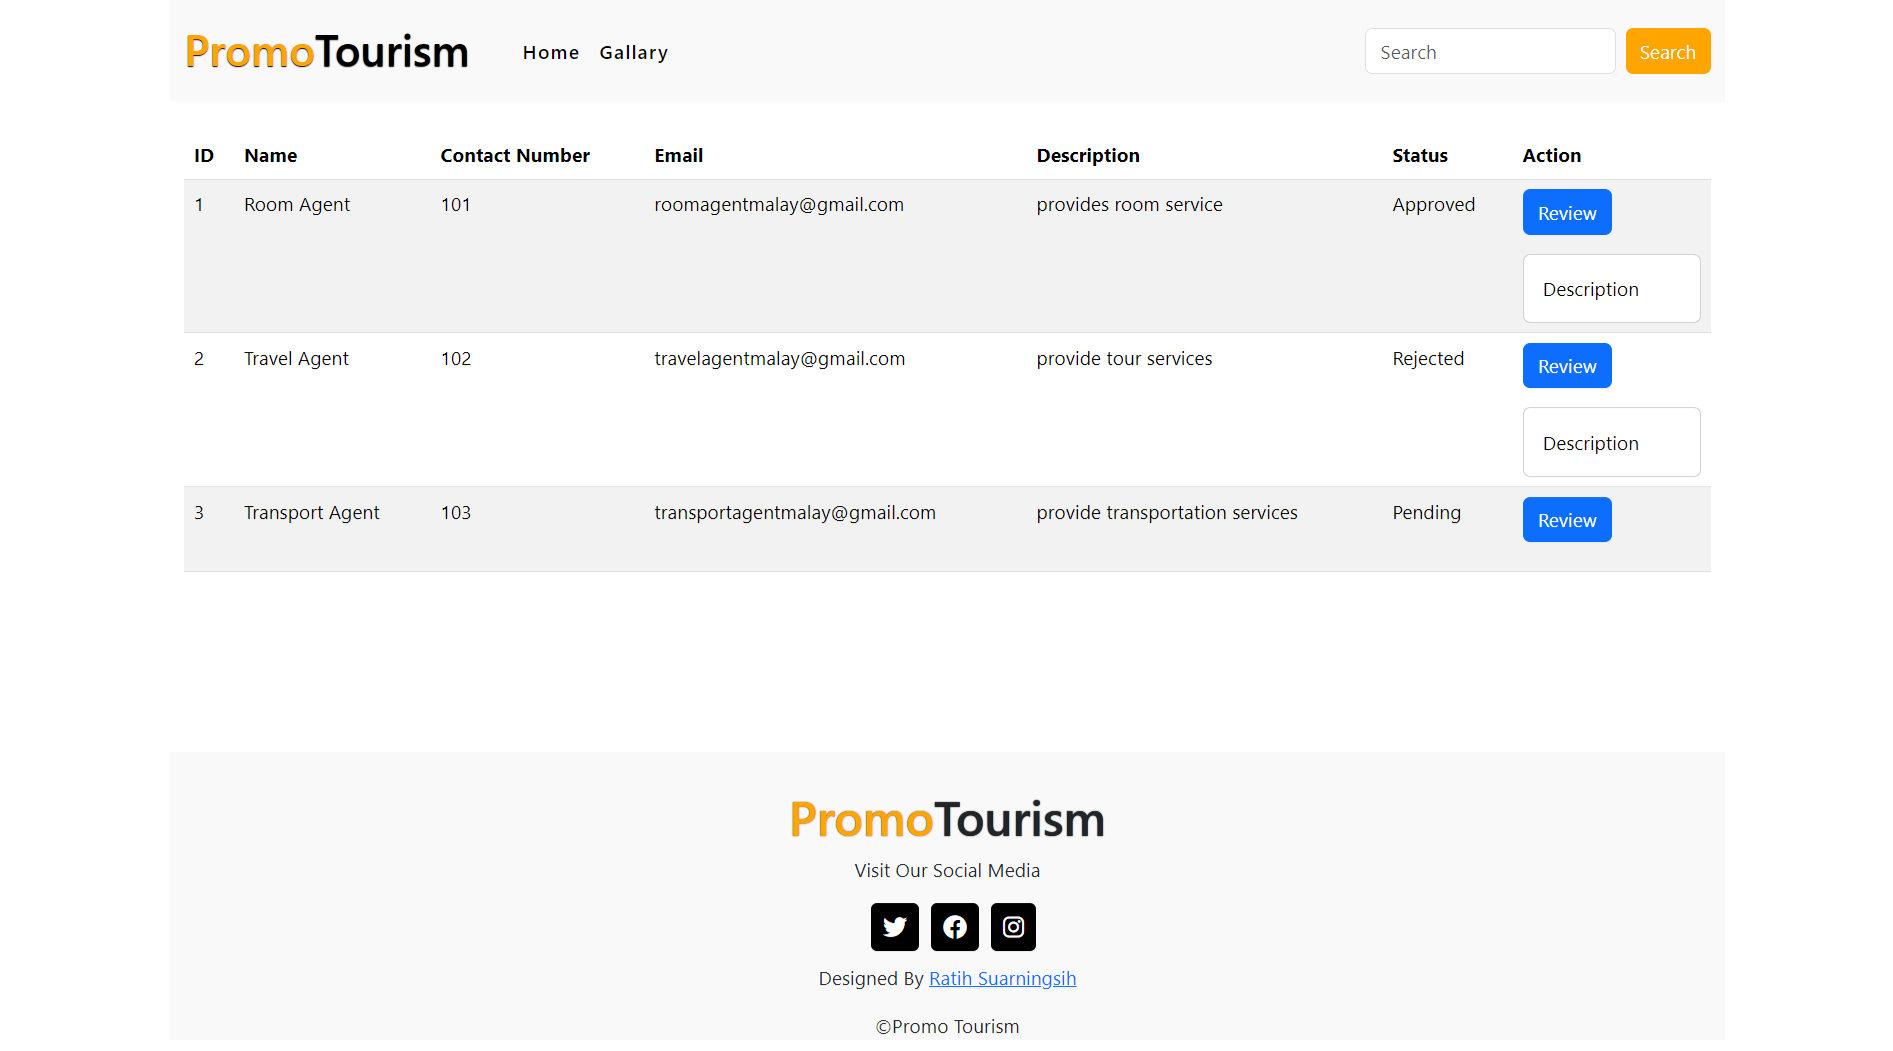 PromoTourism Home Gallary Search Search
ID Name Contact Number Email Description Status Action
1 Room Agent 101 roomagentmalay@gmail.com provides room service Approved Review
Description
2 Travel Agent 102 travelagentmalay@gmail.com provide tour services Rejected Review
Description
3 Transport Agent 103 transportagentmalay@gmail.com provide transportation services Pending Review
PromoTourism
Visit Our Social Media
Designed By Ratih Suarningsih
©Promo Tourism